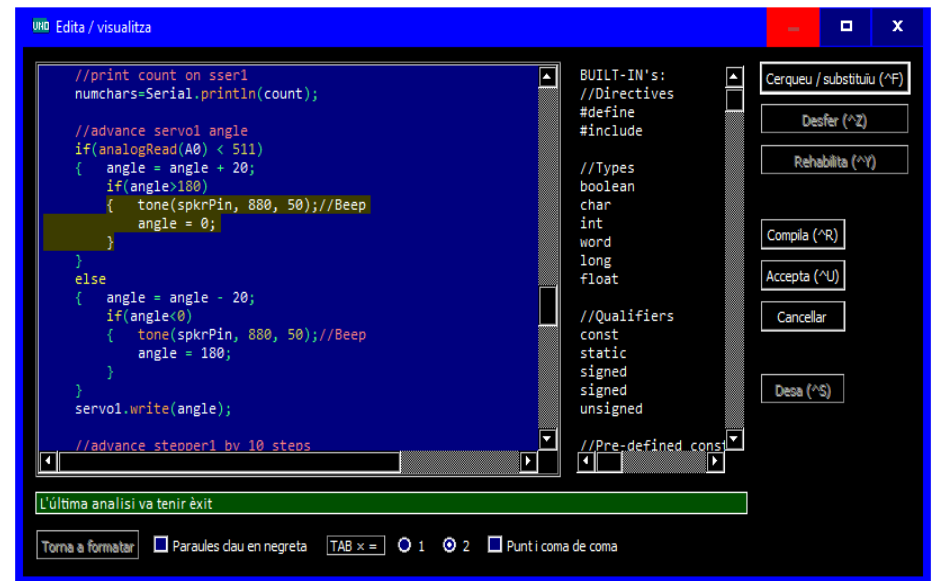 UNO Edita / visualitza
//print count on sser1
numchars=Serial.println(count);
//advance servo1 angle
if(analogRead(A0) < 511)
{ angle = angle + 20;
if(angle>180)
{ tone(spkrPin, 880, 50);//Beep
angle = 0;
}
}
else
{ angle = angle - 20;
if(angle<0)
{ tone(spkrPin, 880, 50);//Beep
angle = 180;
}
}
servo1.write(angle);
//advance stepper1 by 10 steps
BUILT-IN's:
//Directives
#define
#include
//Types
boolean
char
int
word
long
float
//Qualifiers
const
static
signed
signed
unsigned
//Pre-defined const
Cerqueu / substituïu (^F)
Desfer (^Z)
Rehabilita (^Y)
Compila (^R)
Accepta (^U)
Cancellar
Desa (^S)
L'última analisi va tenir èxit
Torna a formatar Paraules clau en negreta TAB × = 1 2 Punt i coma de coma